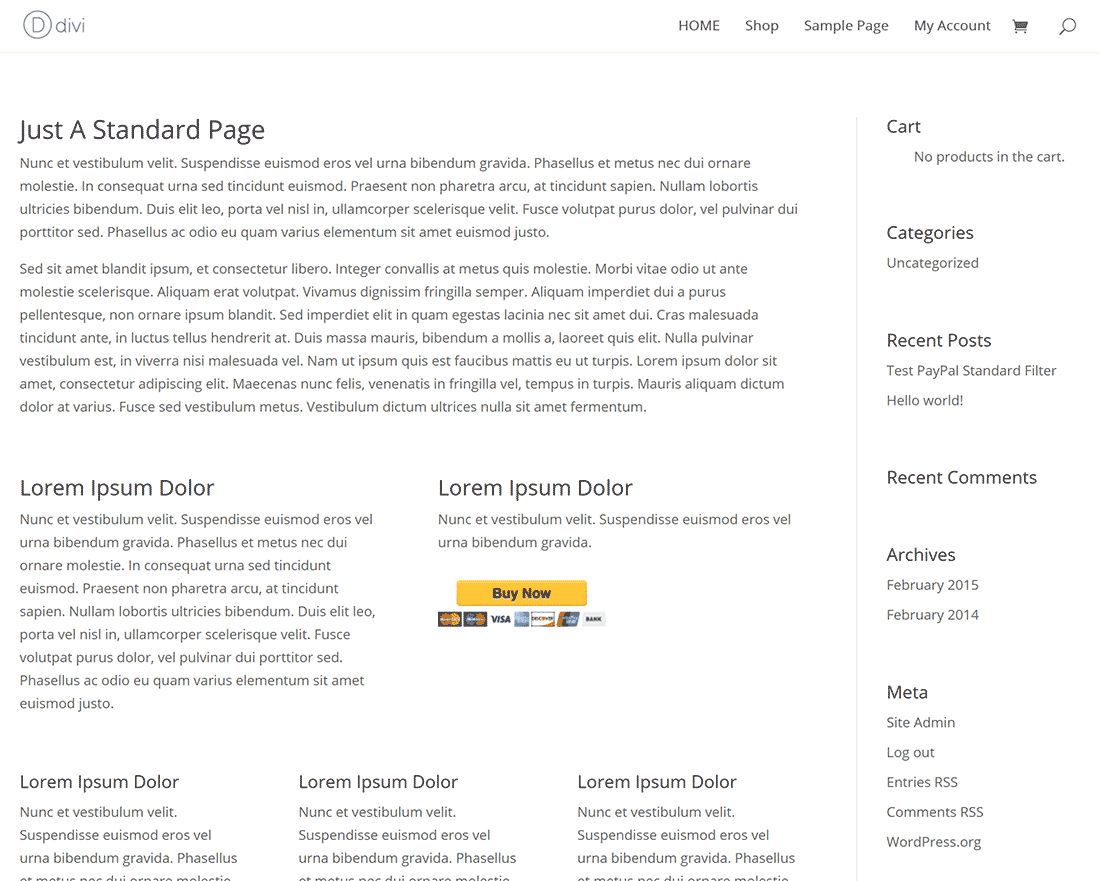 D divi
HOME Shop Sample Page My Account
Just A Standard Page
Nunc et vestibulum velit. Suspendisse euismod eros vel urna bibendum gravida. Phasellus et metus nec dui ornare
molestie. In consequat urna sed tincidunt euismod. Praesent non pharetra arcu, at tincidunt sapien. Nullam lobortis
ultricies bibendum. Duis elit leo, porta vel nisl in, ullamcorper scelerisque velit. Fusce volutpat purus dolor, vel pulvinar dui
porttitor sed. Phasellus ac odio eu quam varius elementum sit amet euismod justo.
Sed sit amet blandit ipsum, et consectetur libero. Integer convallis at metus quis molestie. Morbi vitae odio ut ante
molestie scelerisque. Aliquam erat volutpat. Vivamus dignissim fringilla semper. Aliquam imperdiet dui a purus
pellentesque, non ornare ipsum blandit. Sed imperdiet elit in quam egestas lacinia nec sit amet dui. Cras malesuada
tincidunt ante, in luctus tellus hendrerit at. Duis massa mauris, bibendum a mollis a, laoreet quis elit. Nulla pulvinar
vestibulum est, in viverra nisi malesuada vel. Nam ut ipsum quis est faucibus mattis eu ut turpis. Lorem ipsum dolor sit
amet, consectetur adipiscing elit. Maecenas nunc felis, venenatis in fringilla vel, tempus in turpis. Mauris aliquam dictum
dolor at varius. Fusce sed vestibulum metus. Vestibulum dictum ultrices nulla sit amet fermentum.
Lorem Ipsum Dolor
Nunc et vestibulum velit. Suspendisse euismod eros vel
urna bibendum gravida. Phasellus et metus nec dui
ornare molestie. In consequat urna sed tincidunt
euismod. Praesent non pharetra arcu, at tincidunt
sapien. Nullam lobortis ultricies bibendum. Duis elit leo,
porta vel nisl in, ullamcorper scelerisque velit. Fusce
volutpat purus dolor, vel pulvinar dui porttitor sed.
Phasellus ac odio eu quam varius elementum sit amet
euismod justo.
Lorem Ipsum Dolor
Nunc et vestibulum velit. Suspendisse euismod eros vel
urna bibendum gravida.
Buy Now
VISA DISCOVER BANK
Lorem Ipsum Dolor
Nunc et vestibulum velit.
Suspendisse euismod eros vel
urna bibendum gravida. Phasellus
et metus nec dui ornare molestie.
Lorem Ipsum Dolor
Nunc et vestibulum velit.
Suspendisse euismod eros vel
urna bibendum gravida. Phasellus
et metus nec dui ornare molestie.
Lorem Ipsum Dolor
Nunc et vestibulum velit.
Suspendisse euismod eros vel
urna bibendum gravida. Phasellus
et metus nec dui ornare molestie.
Cart
No products in the cart.
Categories
Uncategorized
Recent Posts
Test PayPal Standard Filter
Hello world!
Recent Comments
Archives
February 2015
February 2014
Meta
Site Admin
Log out
Entries RSS
Comments RSS
WordPress.org